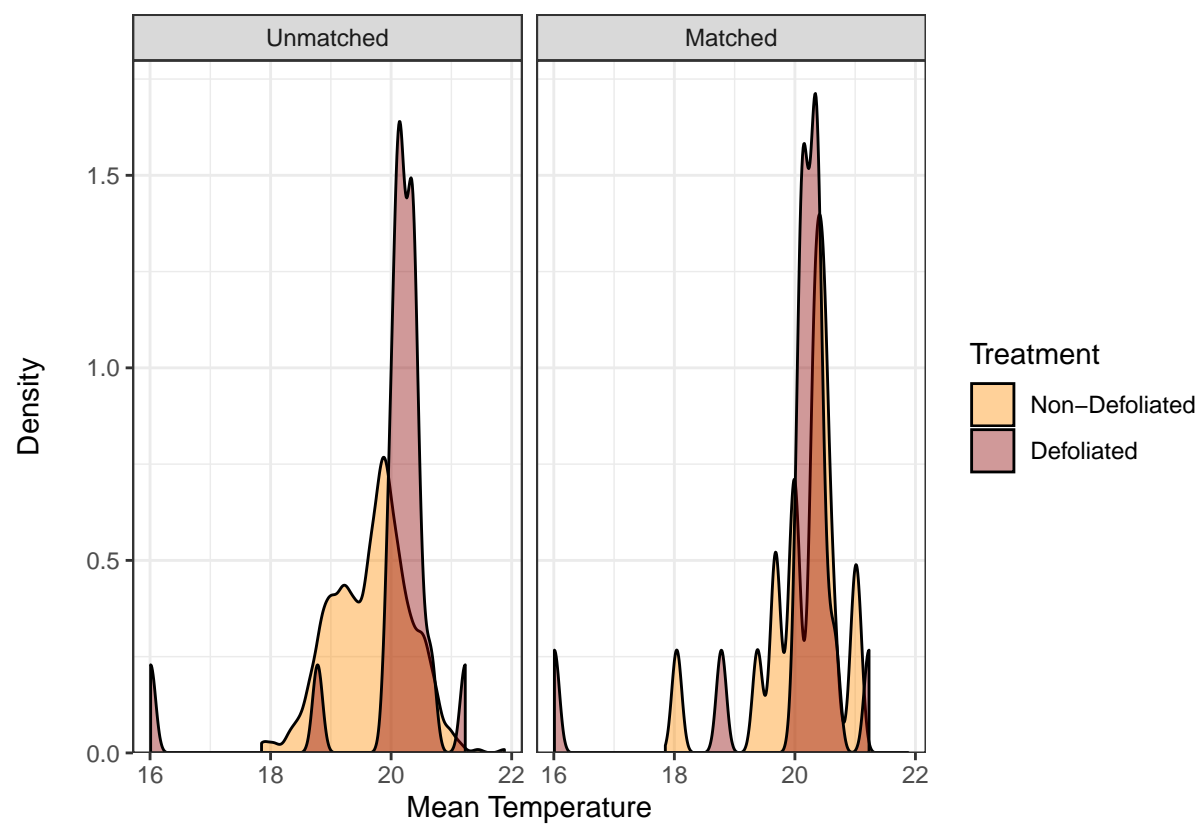 Unmatched
Matched
Density
1.5
1.0
0.5
0.0
16 18 20 22
16 18 20 22
Mean Temperature
Treatment
Non−Defoliated
Defoliated